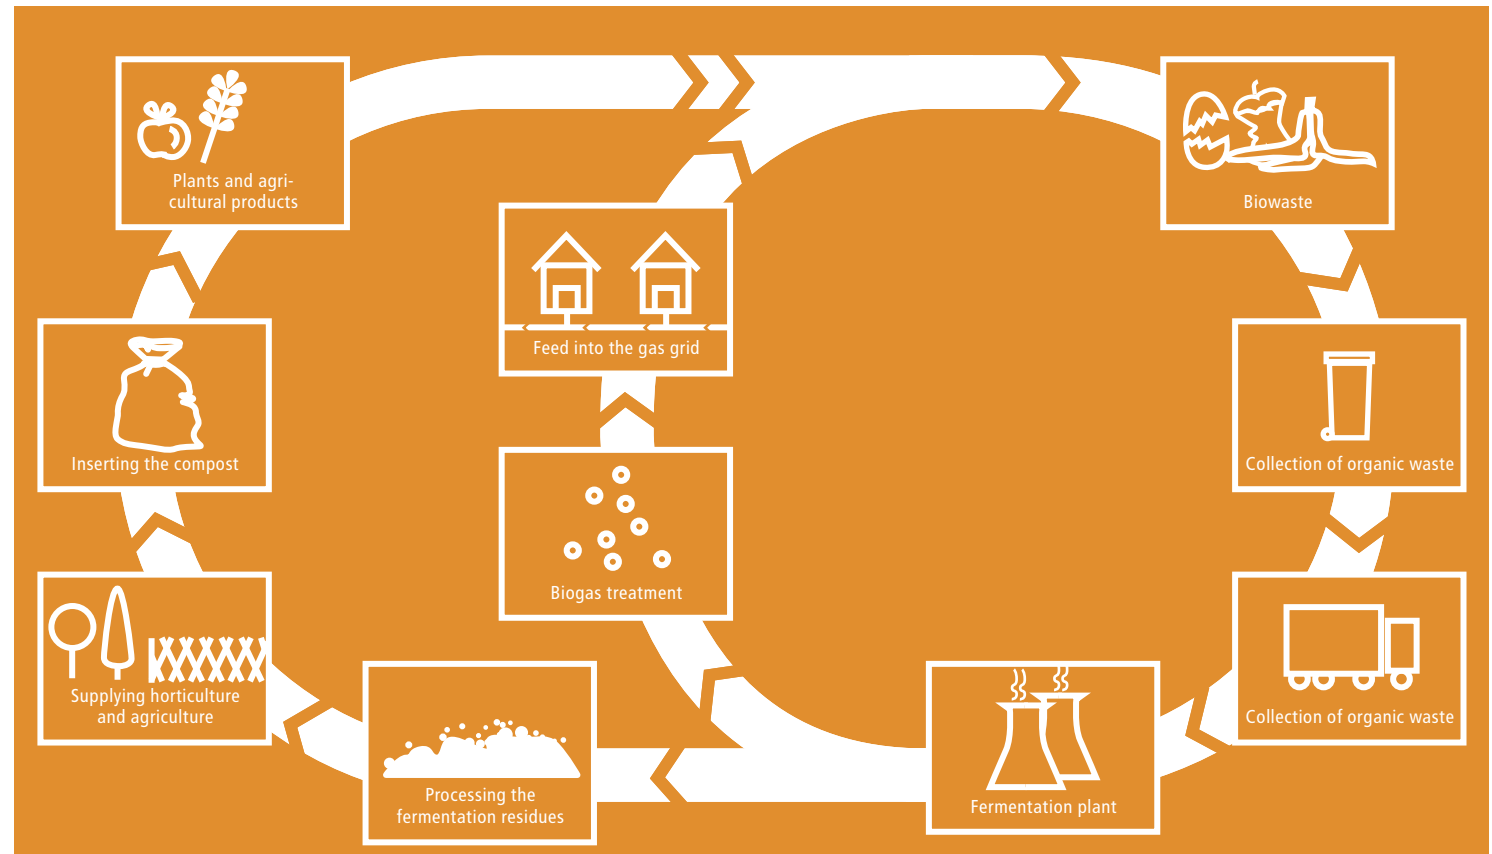 Plants and agri-
cultural products
Biowaste
Feed into the gas grid
Inserting the compost
Collection of organic waste
Biogas treatment
Supplying horticulture
and agriculture
Collection of organic waste
Processing the
fermentation residues
Fermentation plant